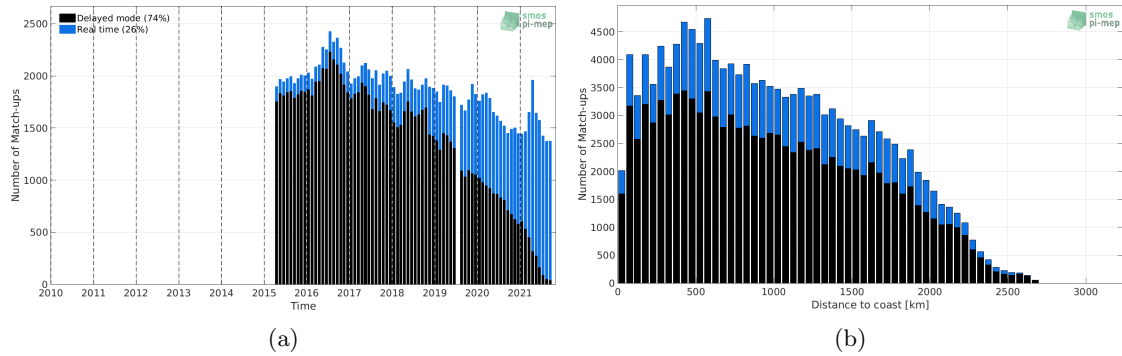 2500
2000
1500
1000
500
0
Number of Match-ups
Delayed mode (74%)
Real time (26%)
smos
pi-mep
2010 2011 2012 2013 2014 2015 2016 2017 2018 2019 2020 2021
Time
(a)
4500
4000
3500
3000
2500
2000
1500
1000
500
0
Number of Match-ups
smos
pi-mep
0 500 1000 1500 2000 2500 3000
Distance to coast [km]
(b)